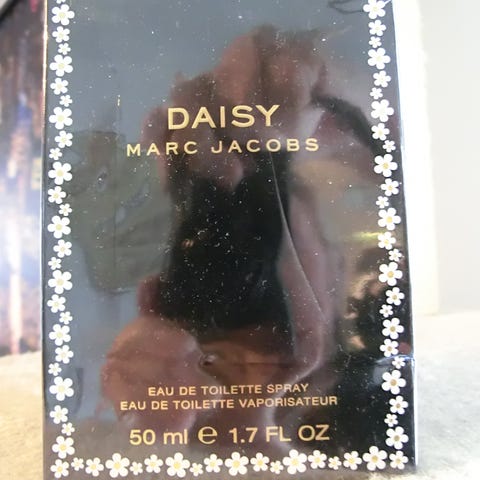 DAISY
MARC JACOBS
EAU DE TOILETTE SPRAY
EAU DE TOILETTE VAPORISATEUR
50 ml ℮ 1.7 FL OZ